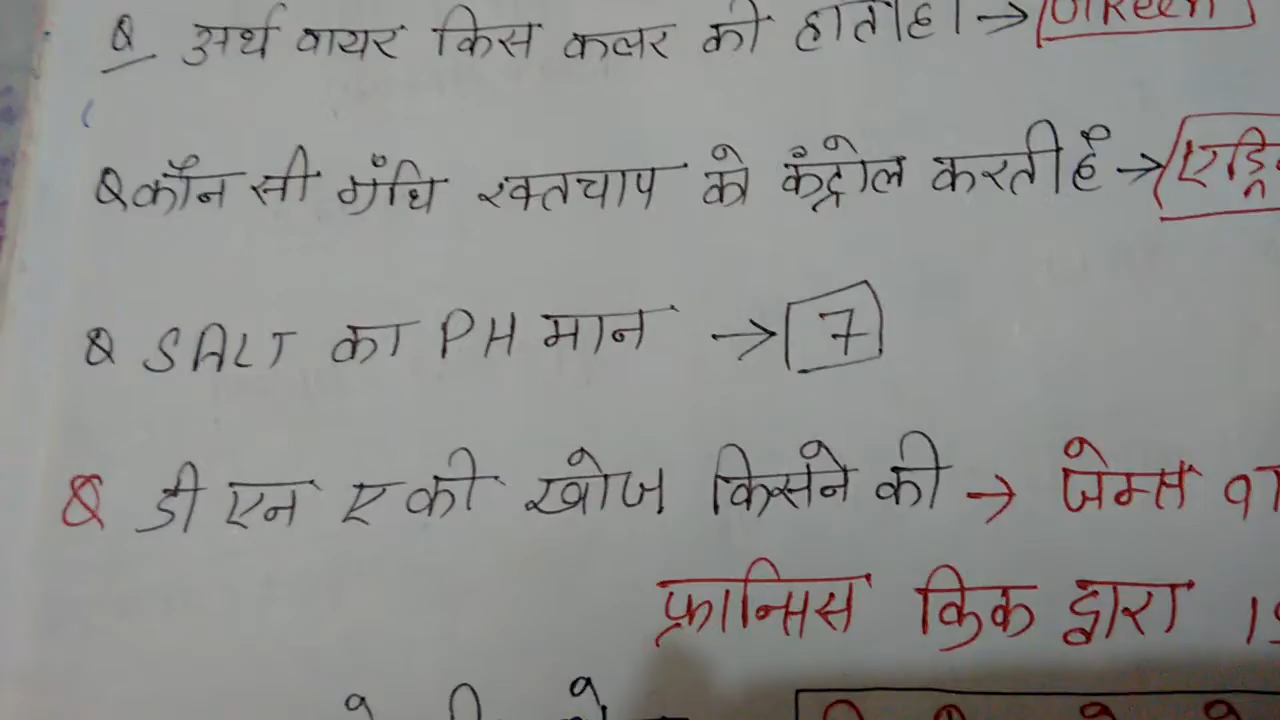 Q अर्थ वायर किस कलर की होती है। → Green
Q कौन सी ग्रंथि रक्तचाप को कंट्रोल करती है →
Q SALT का PH मान → 7
Q डी एन ए की खोज किसने की → जेम्स
फ्रान्सिस क्रिक द्वारा